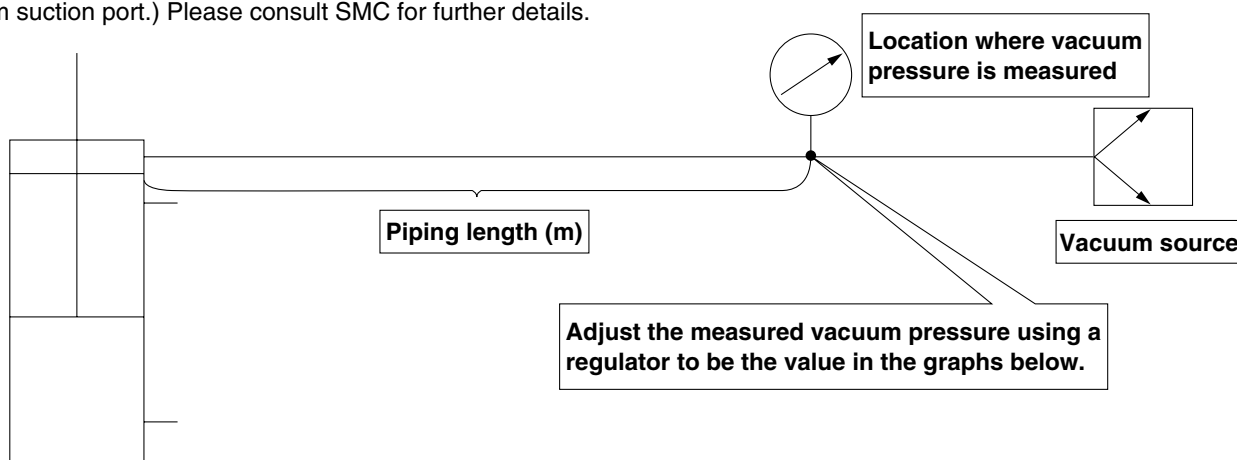 suction port.) Please consult SMC for further details.
Location where vacuum
pressure is measured
Piping length (m)
Vacuum source
Adjust the measured vacuum pressure using a
regulator to be the value in the graphs below.